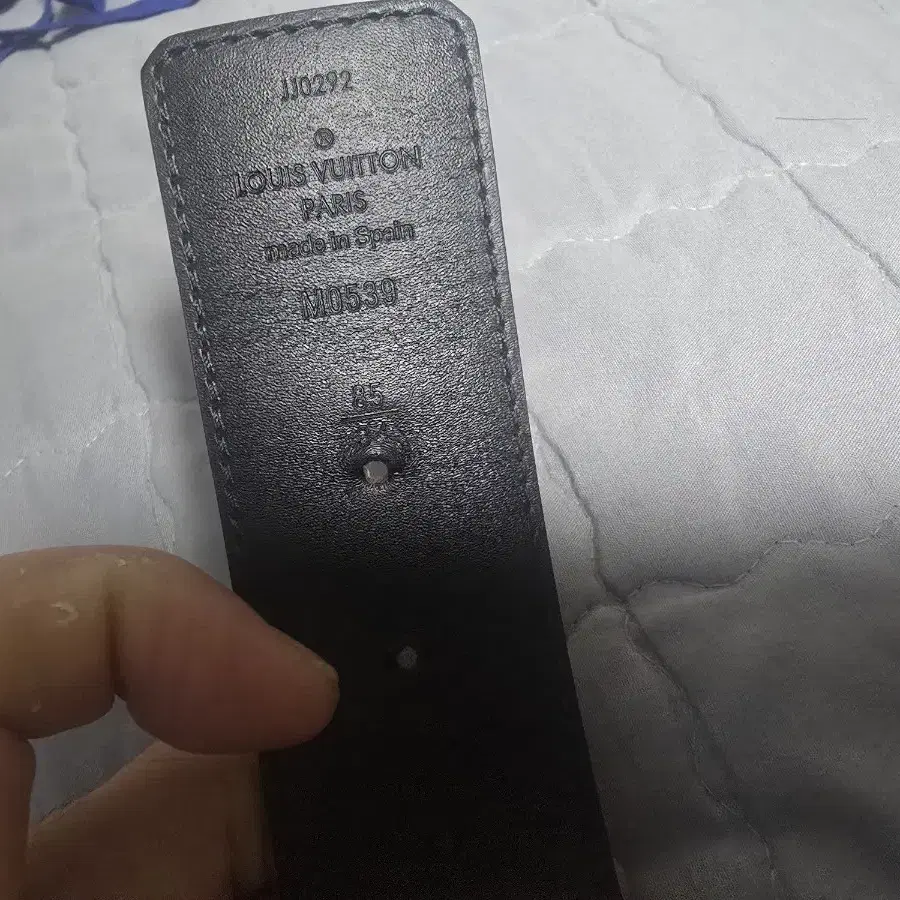 JJ0292
®
LOUIS VUITTON
PARIS
made in Spain
M0539
85